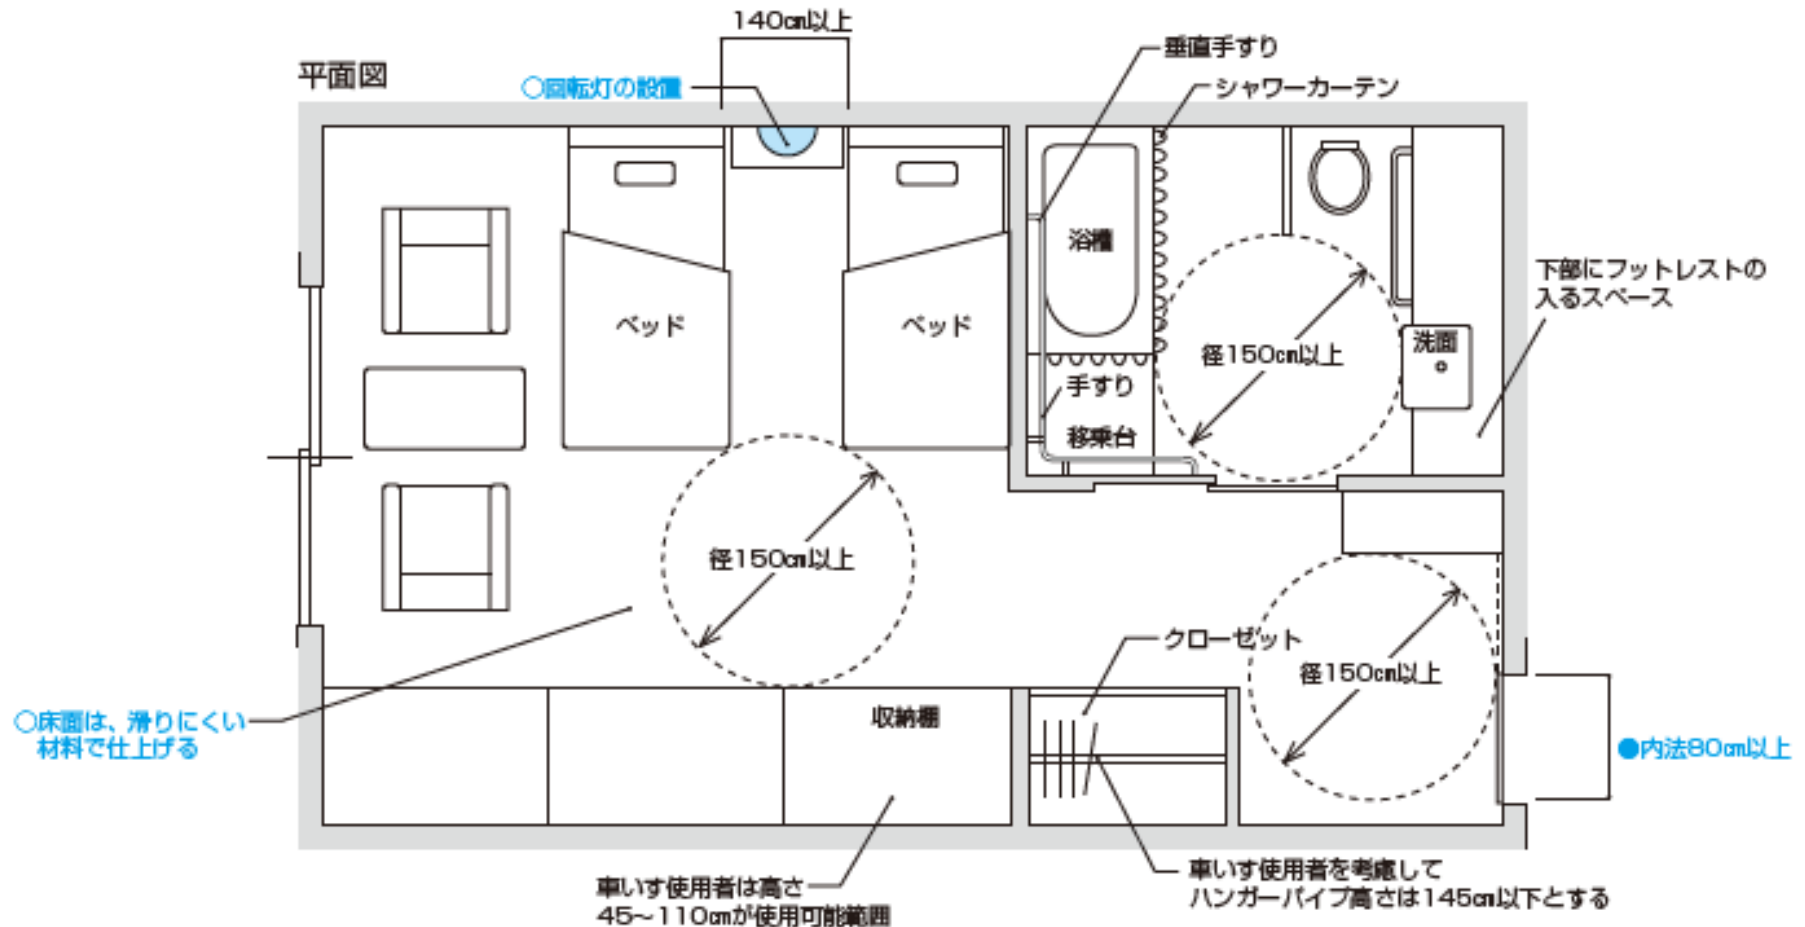 140cm以上
平面図
○回転灯の設置
垂直手すり
シャワーカーテン
浴槽
下部にフットレストの
入るスペース
ベッド
ベッド
径150cm以上
洗面
手すり
移乗台
径150cm以上
クローゼット
径150cm以上
○床面は、滑りにくい
材料で仕上げる
収納棚
●内法80cm以上
車いす使用者は高さ
45～110cmが使用可能範囲
車いす使用者を考慮して
ハンガーパイプ高さは145cm以下とする